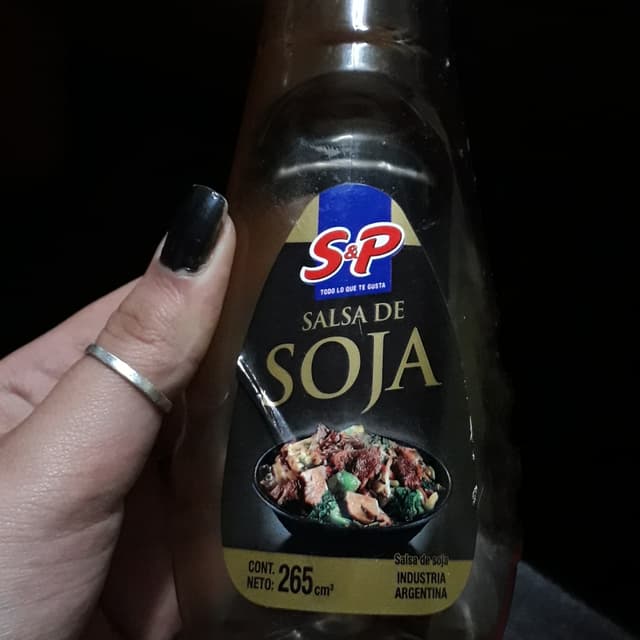 S&P
TODO LO QUE TE GUSTA
SALSA DE
SOJA
CONT.
NETO: 265 cm³
Salsa de soja
INDUSTRIA
ARGENTINA